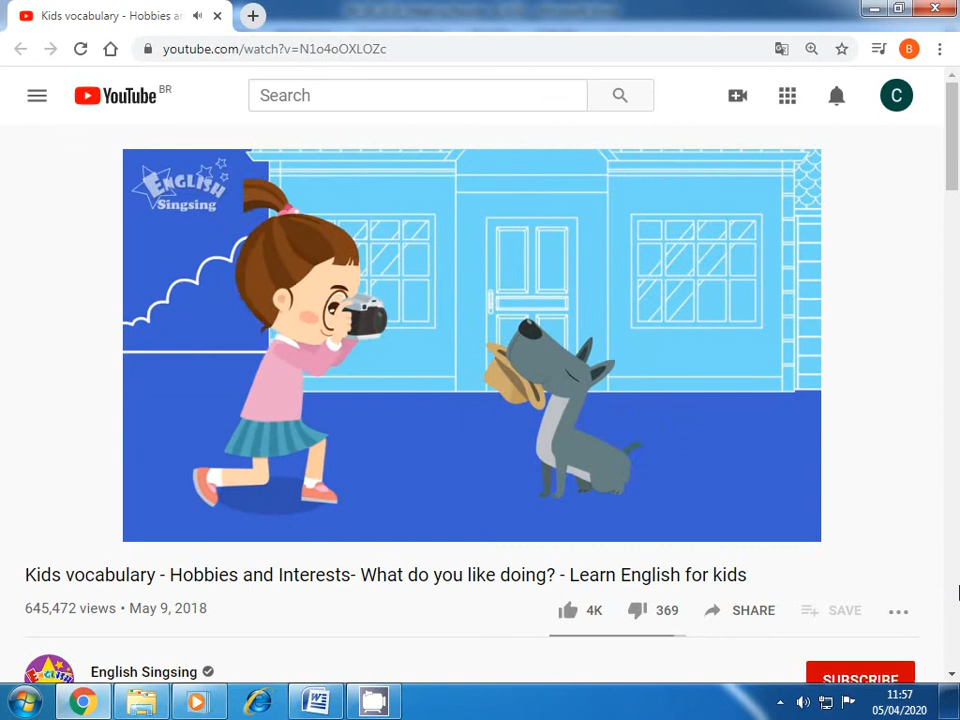 Kids vocabulary - Hobbies ar
youtube.com/watch?v=N1o4oOXLOZc
B
YouTube BR
Search
C
ENGLISH
Singsing
Kids vocabulary - Hobbies and Interests- What do you like doing? - Learn English for kids
645,472 views • May 9, 2018
4K
369
SHARE
SAVE
ENGLISH
English Singsing
SUBSCRIBE
11:57
05/04/2020